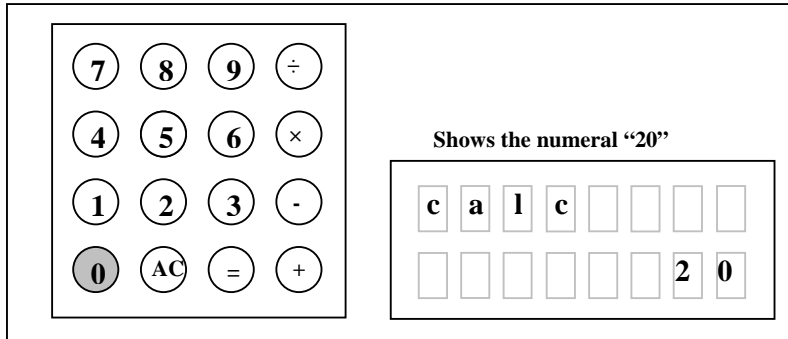 7 8 9 ÷
4 5 6 ×
1 2 3 -
0 AC = +
Shows the numeral “20”
c a l c
2 0